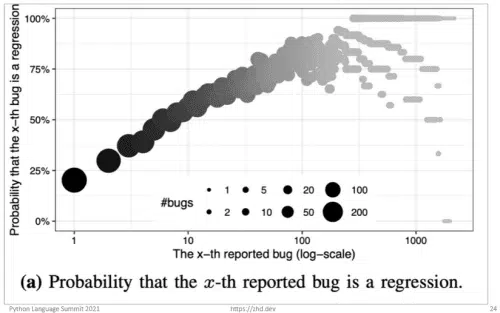 Probability that the x-th bug is a regression
100%
75%
50%
25%
0%
#bugs
1 5 20 100
2 10 50 200
1 10 100 1000
The x-th reported bug (log-scale)
(a) Probability that the x-th reported bug is a regression.
Python Language Summit 2021 https://zhd.dev 24